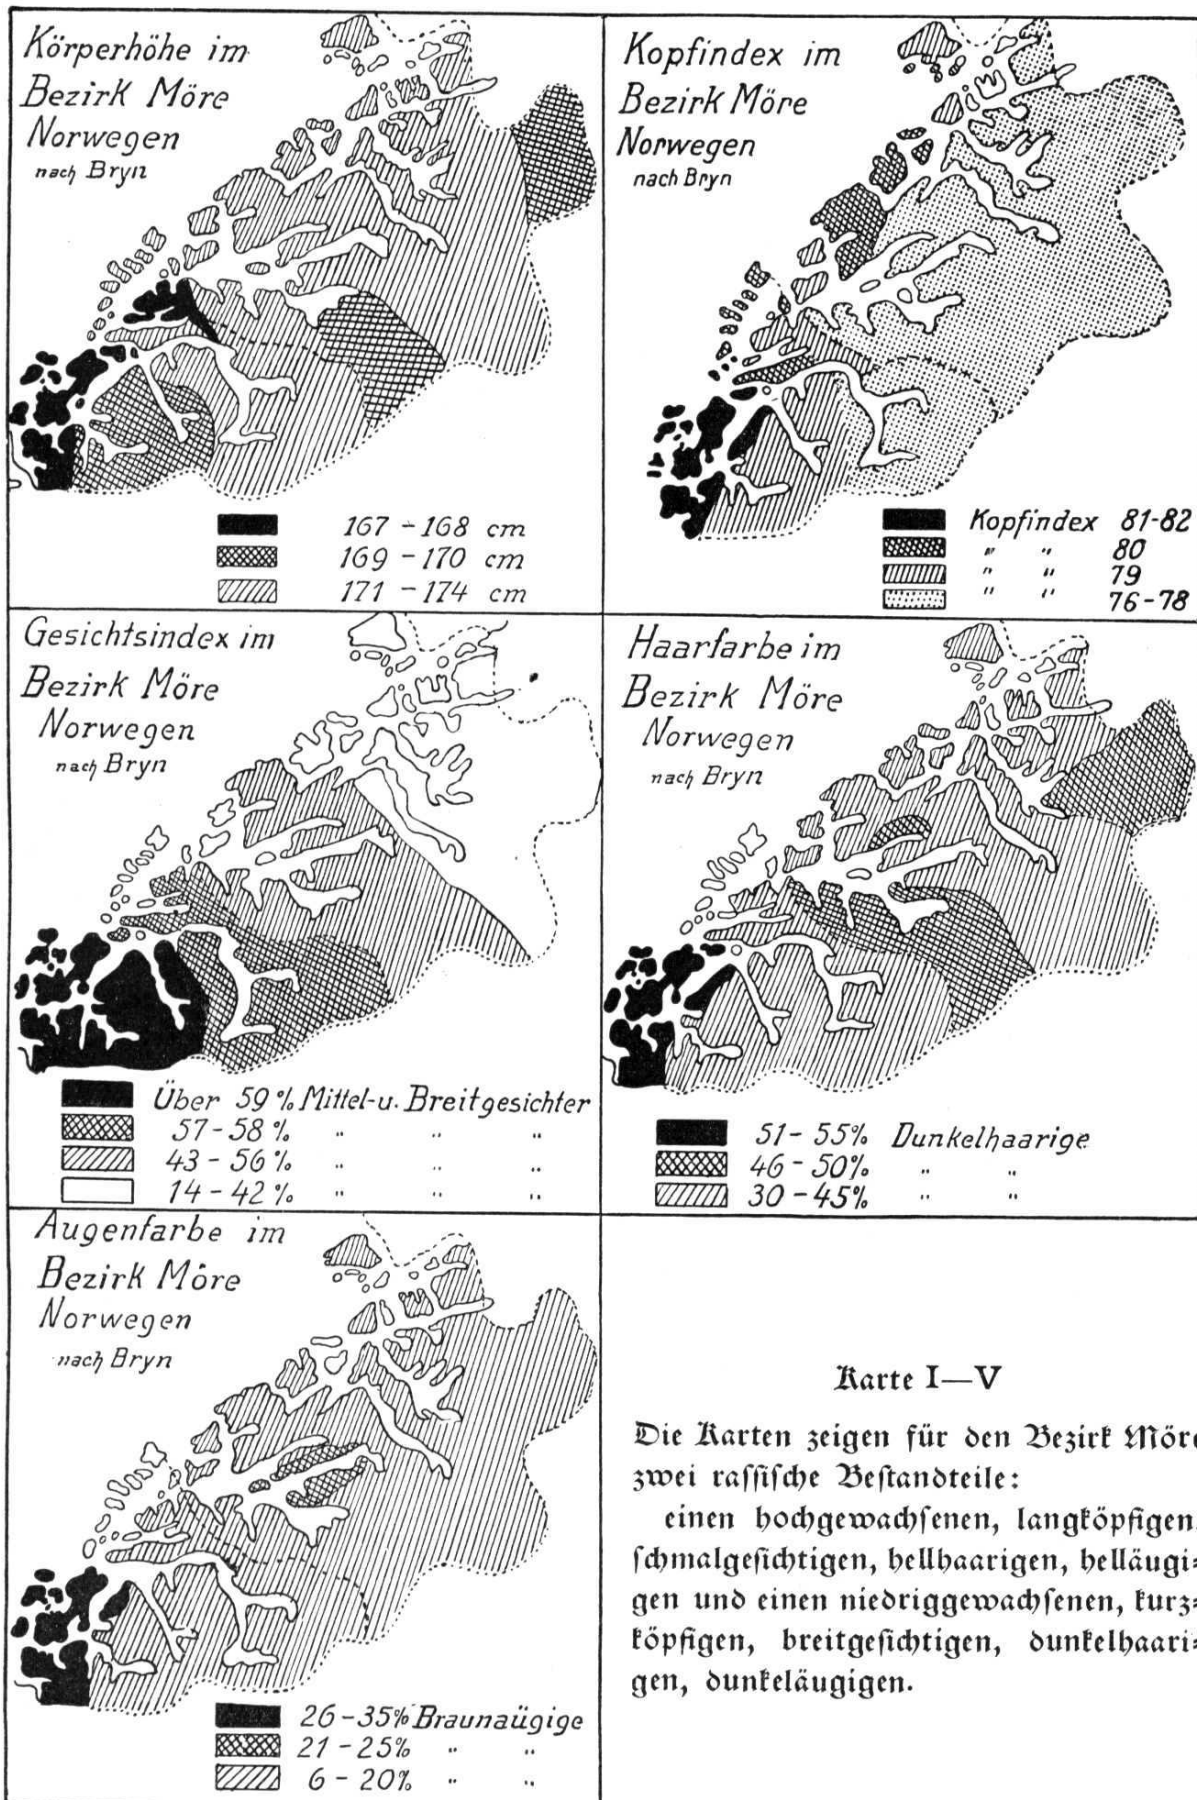 Körperhöhe im
Bezirk Möre
Norwegen
nach Bryn
167 - 168 cm
169 - 170 cm
171 - 174 cm
Kopfindex im
Bezirk Möre
Norwegen
nach Bryn
Kopfindex 81-82
" " 80
" " 79
" " 76-78
Gesichtsindex im
Bezirk Möre
Norwegen
nach Bryn
Über 59 % Mittel-u. Breitgesichter
57-58 % " " "
43-56 % " " "
14-42 % " " "
Haarfarbe im
Bezirk Möre
Norwegen
nach Bryn
51-55% Dunkelhaarige
46-50% " "
30-45% " "
Augenfarbe im
Bezirk Möre
Norwegen
nach Bryn
26-35% Braunaügige
21-25% " "
6-20% " "
Karte I—V
Die Karten zeigen für den Bezirk Möre
zwei rassische Bestandteile:
einen hochgewachsenen, langköpfigen,
schmalgesichtigen, hellhaarigen, helläugi-
gen und einen niedriggewachsenen, kurz-
köpfigen, breitgesichtigen, dunkelhaari-
gen, dunkeläugigen.